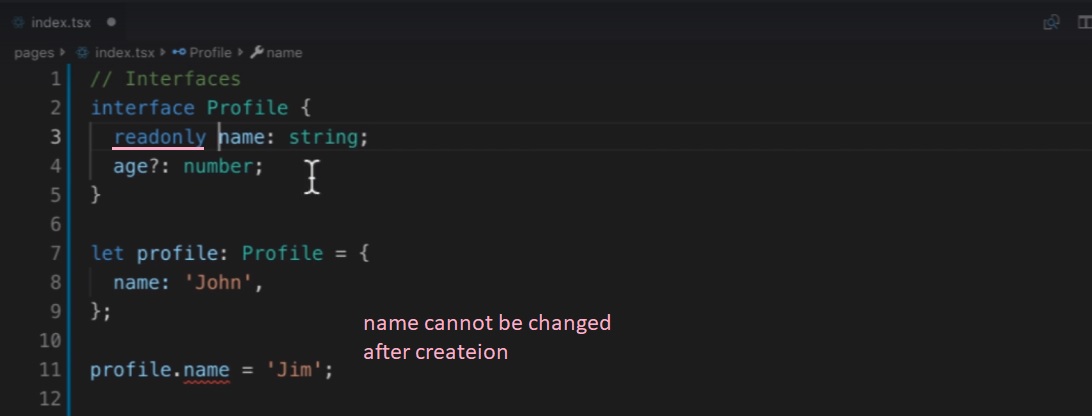 index.tsx
pages index.tsx Profile name
1 // Interfaces
2 interface Profile {
3 readonly name: string;
4 age?: number;
5 }
6
7 let profile: Profile = {
8 name: 'John',
9 };
name cannot be changed
10
after createion
11 profile.name = 'Jim';
12